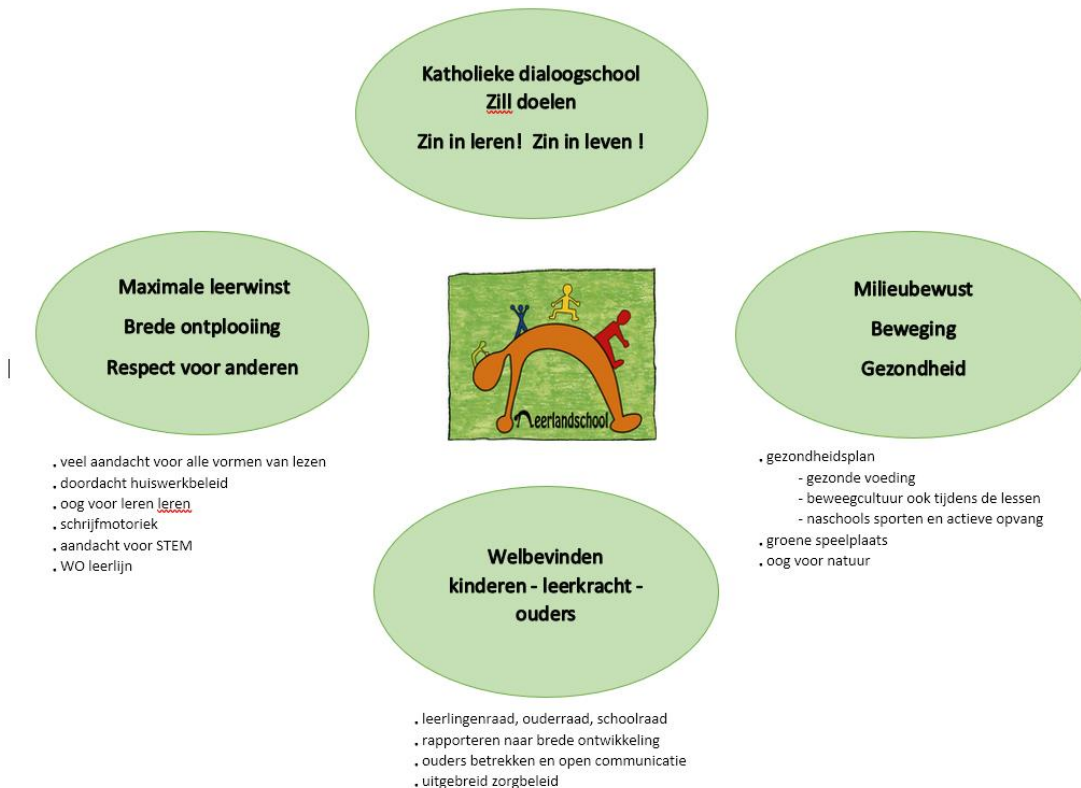 Katholieke dialoogschool
Zill doelen
Zin in leren! Zin in leven !
Maximale leerwinst
Brede ontplooiing
Respect voor anderen
. veel aandacht voor alle vormen van lezen
. doordacht huiswerkbeleid
. oog voor leren leren
. schrijfmotoriek
. aandacht voor STEM
. WO leerlijn
neerlandschool
Milieubewust
Beweging
Gezondheid
. gezondheidsplan
- gezonde voeding
- beweegcultuur ook tijdens de lessen
- naschools sporten en actieve opvang
. groene speelplaats
. oog voor natuur
Welbevinden
kinderen - leerkracht -
ouders
. leerlingenraad, ouderraad, schoolraad
. rapporteren naar brede ontwikkeling
. ouders betrekken en open communicatie
. uitgebreid zorgbeleid